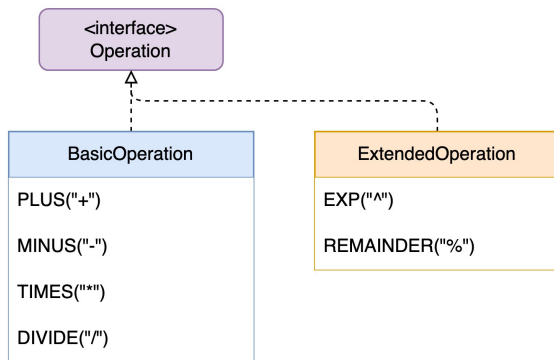 <interface>
Operation
BasicOperation
PLUS("+")
MINUS("-")
TIMES("*")
DIVIDE("/")
ExtendedOperation
EXP("^")
REMAINDER("%")